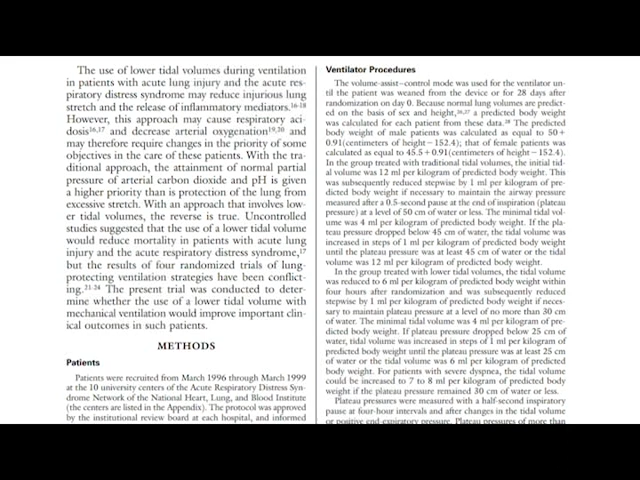 The use of lower tidal volumes during ventilation
in patients with acute lung injury and the acute res-
piratory distress syndrome may reduce injurious lung
stretch and the release of inflammatory mediators.16-18
However, this approach may cause respiratory aci-
dosis16,17 and decrease arterial oxygenation19,20 and
may therefore require changes in the priority of some
objectives in the care of these patients. With the tra-
ditional approach, the attainment of normal partial
pressure of arterial carbon dioxide and pH is given
a higher priority than is protection of the lung from
excessive stretch. With an approach that involves low-
er tidal volumes, the reverse is true. Uncontrolled
studies suggested that the use of a lower tidal volume
would reduce mortality in patients with acute lung
injury and the acute respiratory distress syndrome,17
but the results of four randomized trials of lung-
protecting ventilation strategies have been conflict-
ing.21-24 The present trial was conducted to deter-
mine whether the use of a lower tidal volume with
mechanical ventilation would improve important clin-
ical outcomes in such patients.
METHODS
Patients
Patients were recruited from March 1996 through March 1999
at the 10 university centers of the Acute Respiratory Distress Syn-
drome Network of the National Heart, Lung, and Blood Institute
(the centers are listed in the Appendix). The protocol was approved
by the institutional review board at each hospital, and informed
Ventilator Procedures
The volume-assist–control mode was used for the ventilator un-
til the patient was weaned from the device or for 28 days after
randomization on day 0. Because normal lung volumes are predict-
ed on the basis of sex and height,26,27 a predicted body weight
was calculated for each patient from these data.28 The predicted
body weight of male patients was calculated as equal to 50+
0.91(centimeters of height−152.4); that of female patients was
calculated as equal to 45.5+0.91(centimeters of height−152.4).
In the group treated with traditional tidal volumes, the initial tid-
al volume was 12 ml per kilogram of predicted body weight. This
was subsequently reduced stepwise by 1 ml per kilogram of pre-
dicted body weight if necessary to maintain the airway pressure
measured after a 0.5-second pause at the end of inspiration (plateau
pressure) at a level of 50 cm of water or less. The minimal tidal vol-
ume was 4 ml per kilogram of predicted body weight. If the pla-
teau pressure dropped below 45 cm of water, the tidal volume was
increased in steps of 1 ml per kilogram of predicted body weight
until the plateau pressure was at least 45 cm of water or the tidal
volume was 12 ml per kilogram of predicted body weight.
In the group treated with lower tidal volumes, the tidal volume
was reduced to 6 ml per kilogram of predicted body weight within
four hours after randomization and was subsequently reduced
stepwise by 1 ml per kilogram of predicted body weight if neces-
sary to maintain plateau pressure at a level of no more than 30 cm
of water. The minimal tidal volume was 4 ml per kilogram of pre-
dicted body weight. If plateau pressure dropped below 25 cm of
water, tidal volume was increased in steps of 1 ml per kilogram of
predicted body weight until the plateau pressure was at least 25 cm
of water or the tidal volume was 6 ml per kilogram of predicted
body weight. For patients with severe dyspnea, the tidal volume
could be increased to 7 to 8 ml per kilogram of predicted body
weight if the plateau pressure remained 30 cm of water or less.
Plateau pressures were measured with a half-second inspiratory
pause at four-hour intervals and after changes in the tidal volume
or positive end-expiratory pressure. Plateau pressures of more than